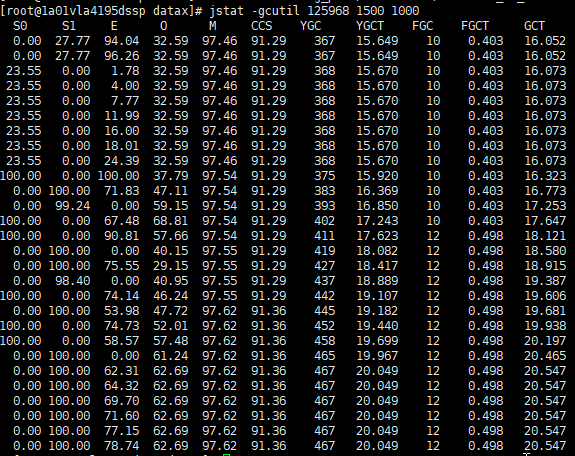 [root@1a01vla4195dssp datax]# jstat -gcutil 125968 1500 1000
S0 S1 E O M CCS YGC YGCT FGC FGCT GCT
0.00 27.77 94.04 32.59 97.46 91.29 367 15.649 10 0.403 16.052
0.00 27.77 96.26 32.59 97.46 91.29 367 15.649 10 0.403 16.052
23.55 0.00 1.78 32.59 97.46 91.29 368 15.670 10 0.403 16.073
23.55 0.00 4.00 32.59 97.46 91.29 368 15.670 10 0.403 16.073
23.55 0.00 7.77 32.59 97.46 91.29 368 15.670 10 0.403 16.073
23.55 0.00 11.99 32.59 97.46 91.29 368 15.670 10 0.403 16.073
23.55 0.00 16.00 32.59 97.46 91.29 368 15.670 10 0.403 16.073
23.55 0.00 18.01 32.59 97.46 91.29 368 15.670 10 0.403 16.073
23.55 0.00 24.39 32.59 97.46 91.29 368 15.670 10 0.403 16.073
100.00 0.00 100.00 37.79 97.54 91.29 375 15.920 10 0.403 16.323
0.00 100.00 71.83 47.11 97.54 91.29 383 16.369 10 0.403 16.773
0.00 99.24 0.00 59.15 97.54 91.29 393 16.850 10 0.403 17.253
100.00 0.00 67.48 68.81 97.54 91.29 402 17.243 10 0.403 17.647
100.00 0.00 90.81 57.66 97.54 91.29 411 17.623 12 0.498 18.121
0.00 100.00 0.00 40.15 97.55 91.29 419 18.082 12 0.498 18.580
0.00 100.00 75.55 29.15 97.55 91.29 427 18.417 12 0.498 18.915
0.00 98.40 0.00 40.95 97.55 91.29 437 18.889 12 0.498 19.387
100.00 0.00 74.14 46.24 97.55 91.29 442 19.107 12 0.498 19.606
0.00 100.00 53.98 47.72 97.62 91.36 445 19.182 12 0.498 19.681
100.00 0.00 74.73 52.01 97.62 91.36 452 19.440 12 0.498 19.938
100.00 0.00 58.57 57.48 97.62 91.36 458 19.699 12 0.498 20.197
0.00 100.00 0.00 61.24 97.62 91.36 465 19.967 12 0.498 20.465
0.00 100.00 62.31 62.69 97.62 91.36 467 20.049 12 0.498 20.547
0.00 100.00 64.32 62.69 97.62 91.36 467 20.049 12 0.498 20.547
0.00 100.00 69.70 62.69 97.62 91.36 467 20.049 12 0.498 20.547
0.00 100.00 71.60 62.69 97.62 91.36 467 20.049 12 0.498 20.547
0.00 100.00 77.15 62.69 97.62 91.36 467 20.049 12 0.498 20.547
0.00 100.00 78.74 62.69 97.62 91.36 467 20.049 12 0.498 20.547